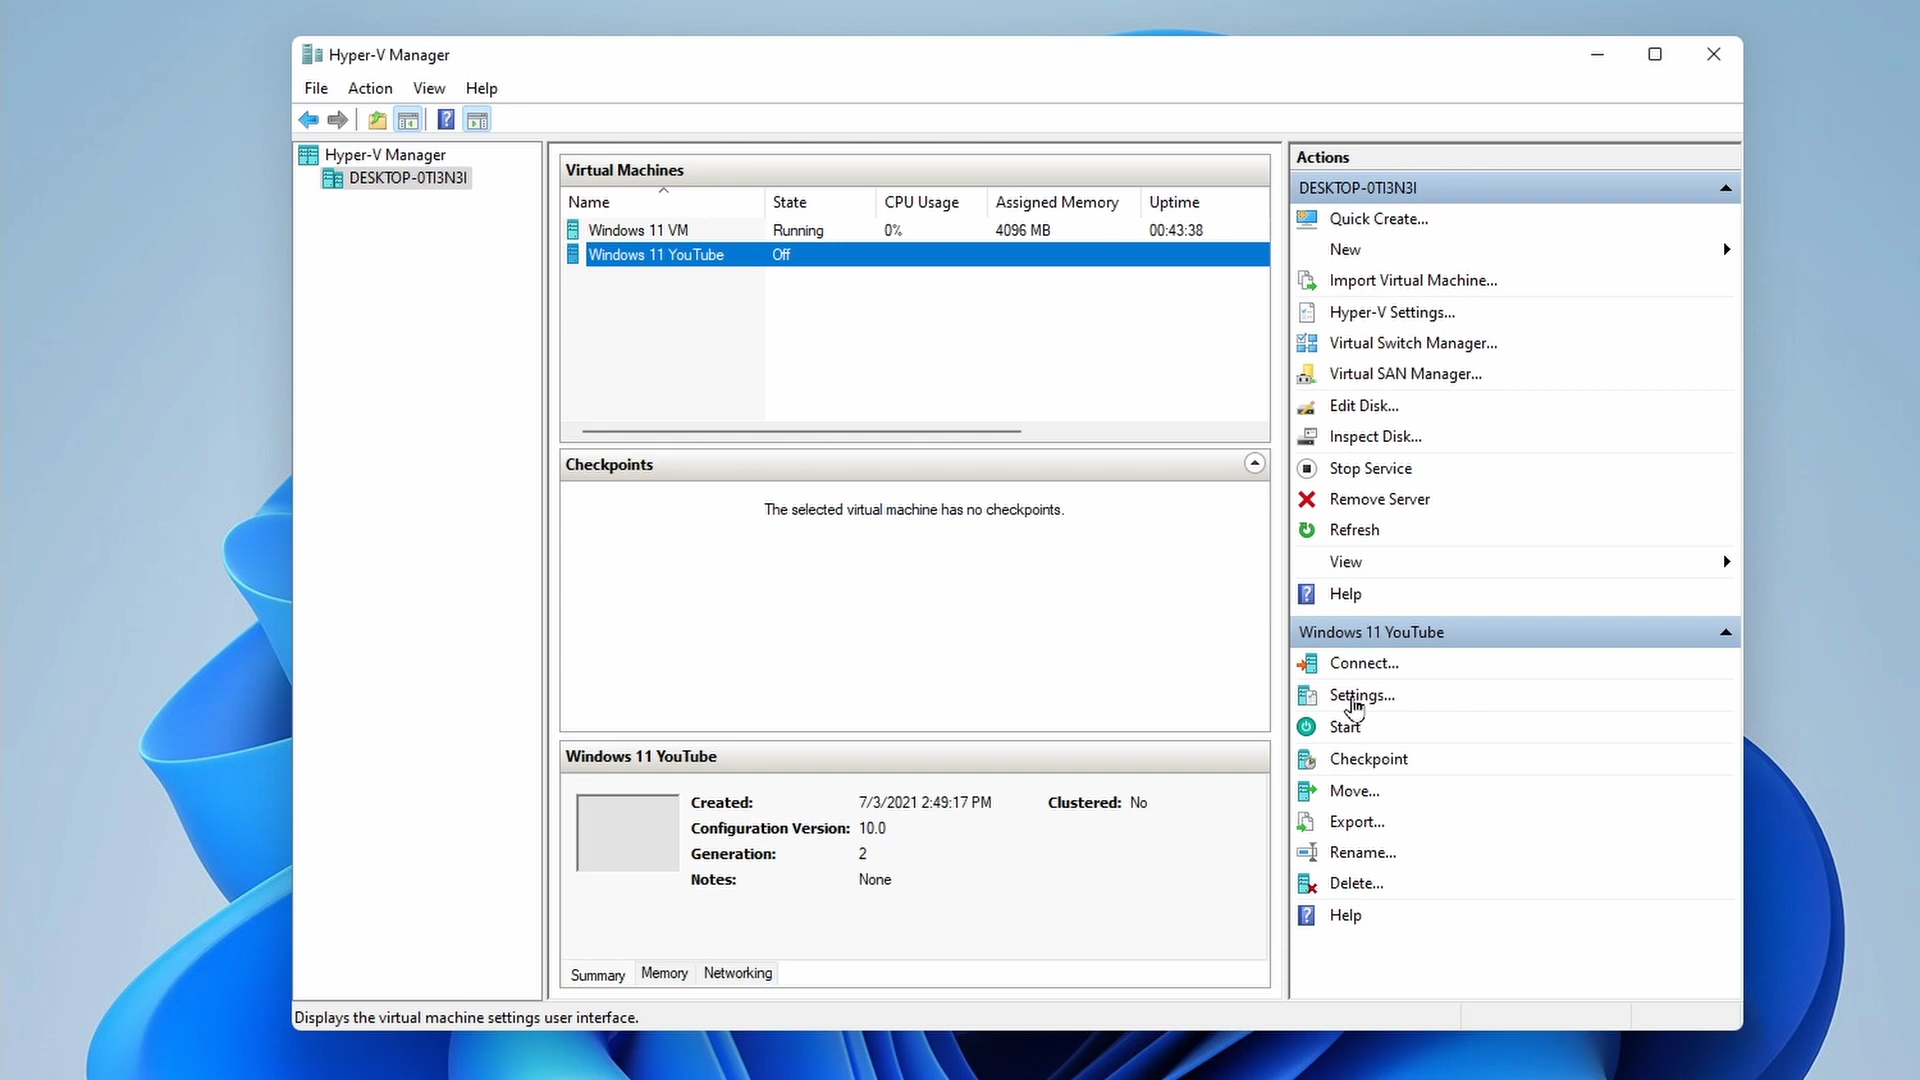 Hyper-V Manager
File Action View Help
Hyper-V Manager
DESKTOP-0TI3N3I
Virtual Machines
Name State CPU Usage Assigned Memory Uptime
Windows 11 VM Running 0% 4096 MB 00:43:38
Windows 11 YouTube Off
Checkpoints
The selected virtual machine has no checkpoints.
Windows 11 YouTube
Created: 7/3/2021 2:49:17 PM Clustered: No
Configuration Version: 10.0
Generation: 2
Notes: None
Summary Memory Networking
Actions
DESKTOP-0TI3N3I
Quick Create...
New
Import Virtual Machine...
Hyper-V Settings...
Virtual Switch Manager...
Virtual SAN Manager...
Edit Disk...
Inspect Disk...
Stop Service
Remove Server
Refresh
View
Help
Windows 11 YouTube
Connect...
Settings...
Start
Checkpoint
Move...
Export...
Rename...
Delete...
Help
Displays the virtual machine settings user interface.